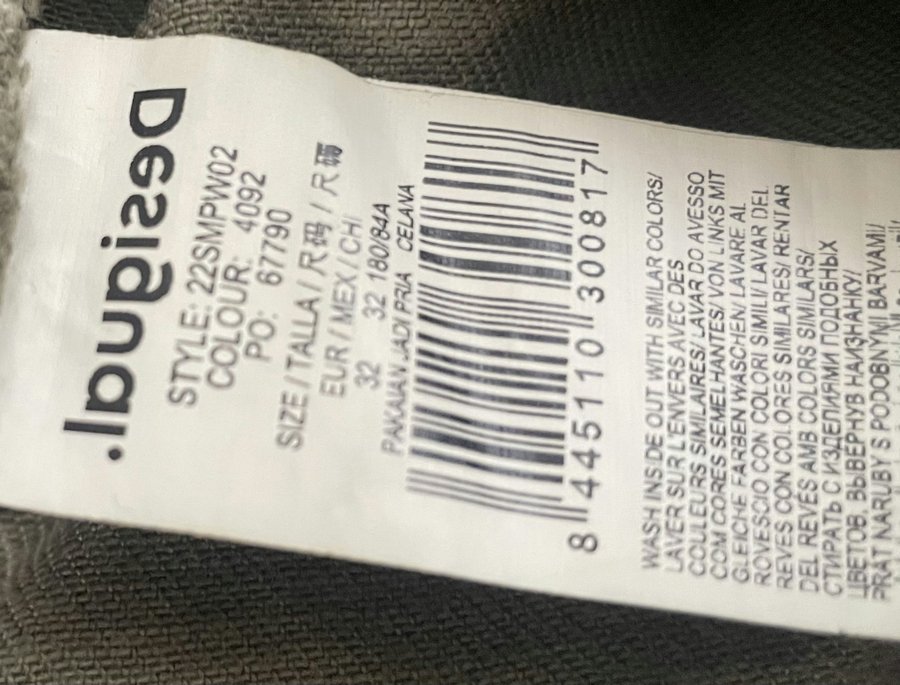 Desigual.
STYLE: 22SMPW02
COLOUR: 4092
PO: 67790
SIZE / TALLA / 尺码 / 尺碼
EUR / MEX / CHI
32 32 180/84A
PAKAIAN JADI PRIA CELANA
8 445110 300817
WASH INSIDE OUT WITH SIMILAR COLORS/
LAVER SUR L'ENVERS AVEC DES
COULEURS SIMILAIRES/ LAVAR DO AVESSO
COM CORES SEMELHANTES/ VON LINKS MIT
GLEICHE FARBEN WASCHEN/ LAVARE AL
ROVESCIO CON COLORI SIMILI/ LAVAR DEL
REVÉS CON COLORES SIMILARES/ RENTAR
DEL REVÉS AMB COLORS SIMILARS/
СТИРАТЬ С ИЗДЕЛИЯМИ ПОДОБНЫХ
ЦВЕТОВ, ВЫВЕРНУВ НАИЗНАНКУ/
PRÁT NARUBY S PODOBNÝNI BARVAMI/